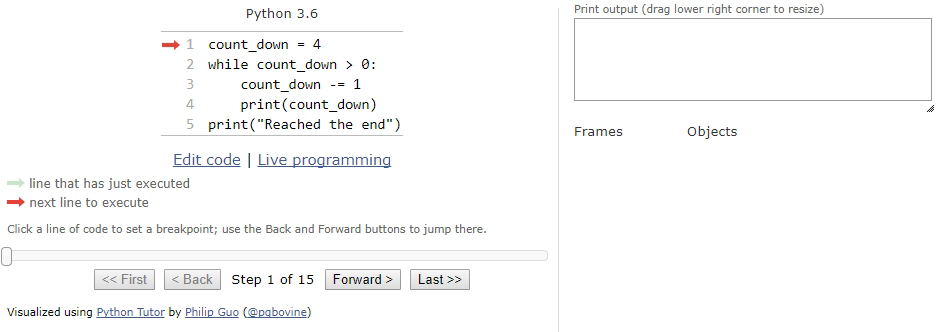 Python 3.6
1 count_down = 4
2 while count_down > 0:
3     count_down -= 1
4     print(count_down)
5 print("Reached the end")
Edit code | Live programming
line that has just executed
next line to execute
Click a line of code to set a breakpoint; use the Back and Forward buttons to jump there.
<< First < Back Step 1 of 15 Forward > Last >>
Visualized using Python Tutor by Philip Guo (@pgbovine)
Print output (drag lower right corner to resize)
Frames Objects